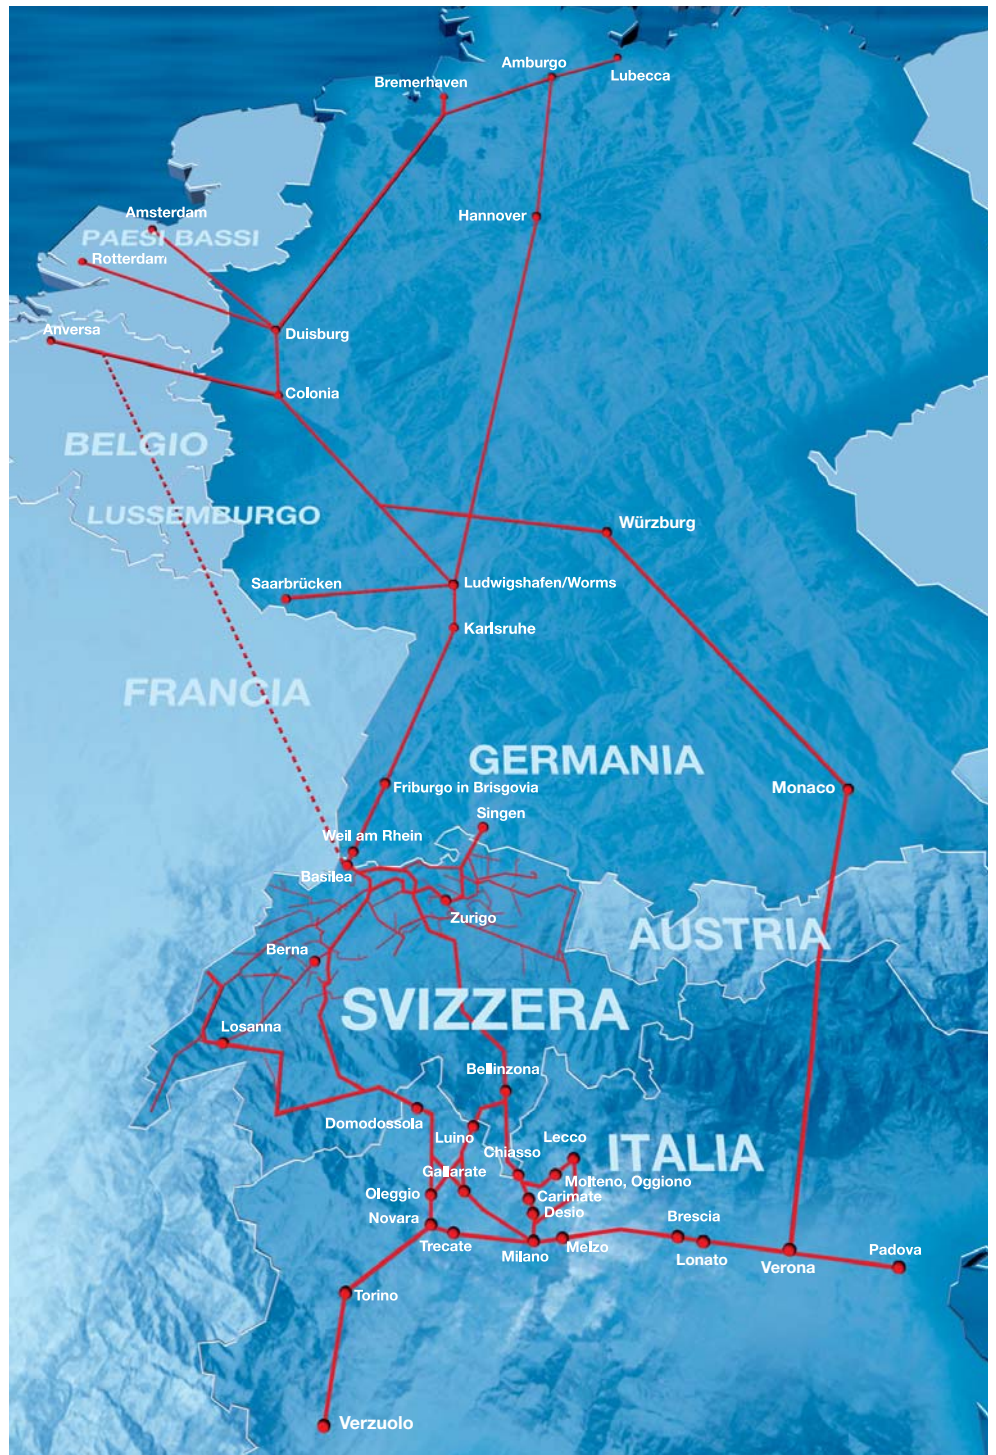 Amburgo
Lubecca
Bremerhaven
Amsterdam
Hannover
PAESI BASSI
Rotterdam
Anversa
Duisburg
Colonia
BELGIO
LUSSEMBURGO
Würzburg
Saarbrücken
Ludwigshafen/Worms
Karlsruhe
FRANCIA
GERMANIA
Friburgo in Brisgovia
Monaco
Singen
Weil am Rhein
Basilea
Zurigo
AUSTRIA
Berna
SVIZZERA
Losanna
Bellinzona
Domodossola
Luino
Lecco
Chiasso
ITALIA
Gallarate
Molteno, Oggiono
Oleggio
Carimate
Desio
Novara
Brescia
Trecate
Milano
Melzo
Lonato
Verona
Padova
Torino
Verzuolo